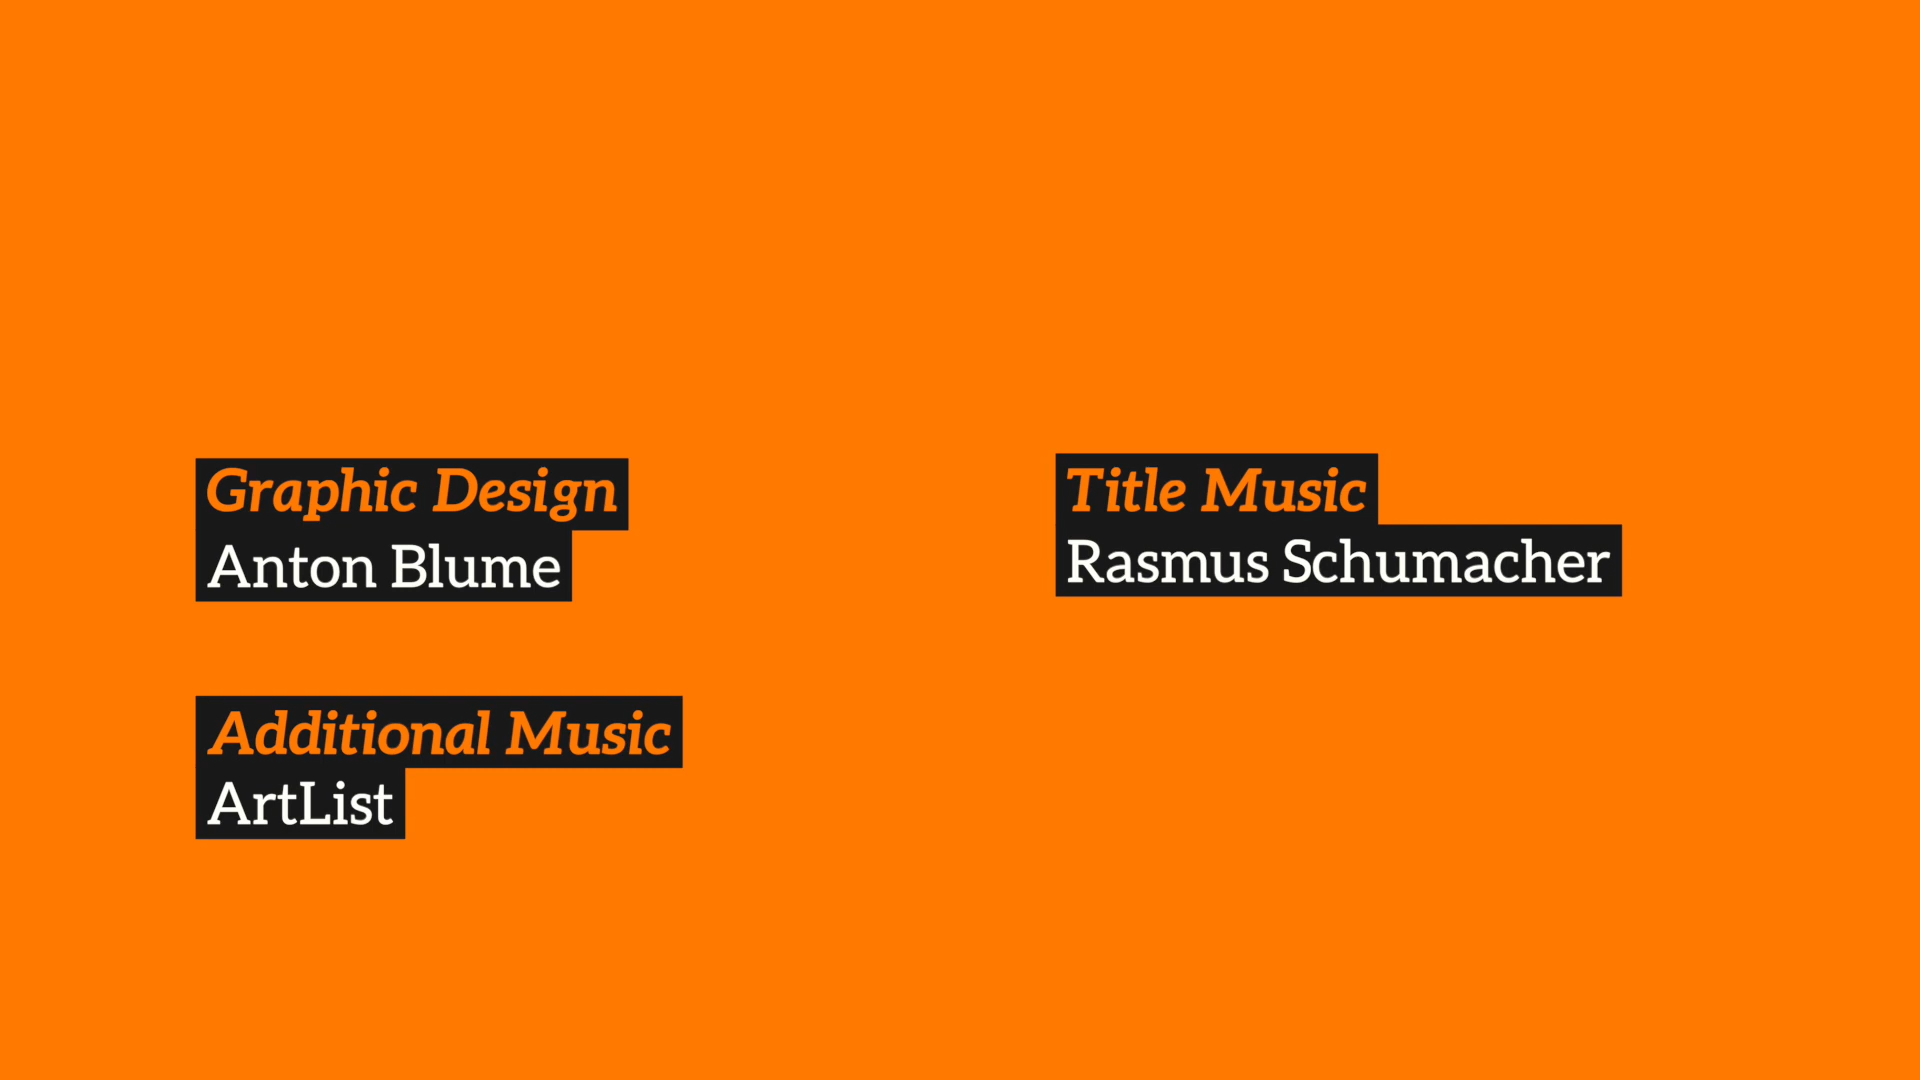 Graphic Design
Anton Blume
Title Music
Rasmus Schumacher
Additional Music
ArtList